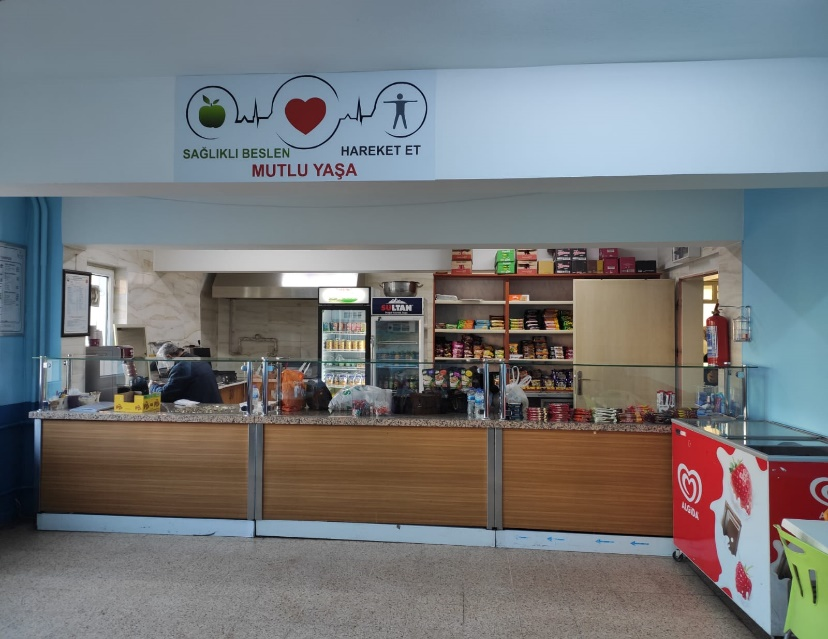 SAĞLIKLI BESLEN
HAREKET ET
MUTLU YAŞA
SULTAN
ALGIDA